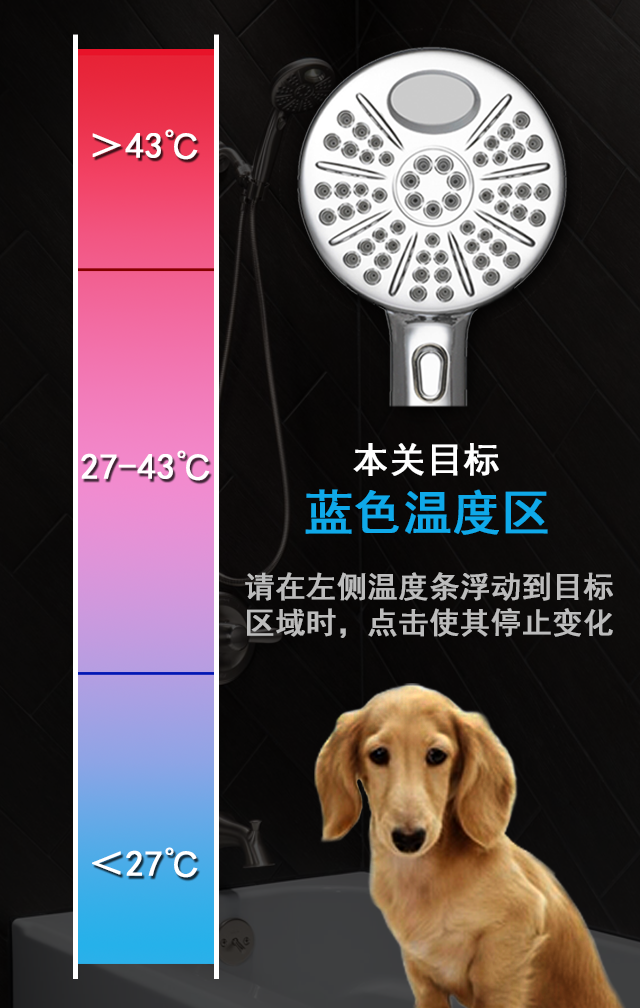 ＞43℃
27-43℃
＜27℃
本关目标
蓝色温度区
请在左侧温度条浮动到目标
区域时，点击使其停止变化